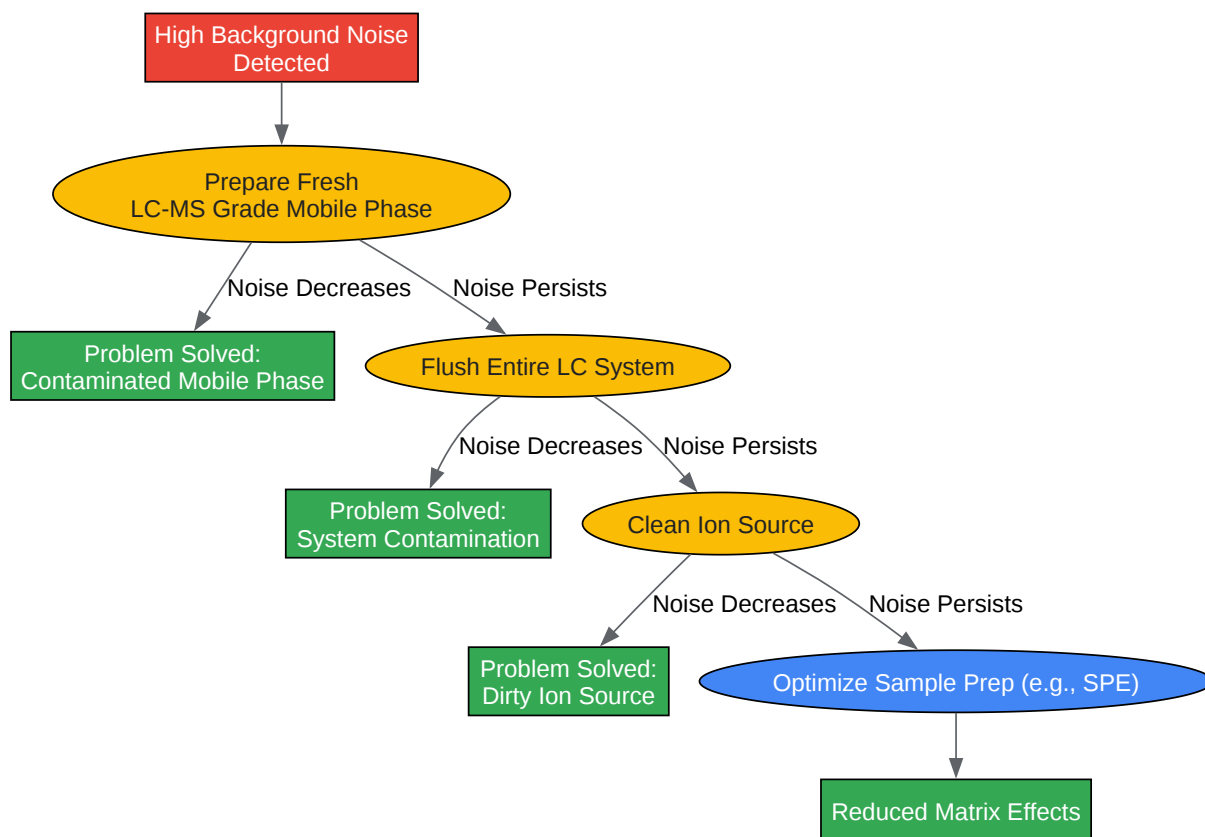 High Background Noise
Detected
Prepare Fresh
LC-MS Grade Mobile Phase
Noise Decreases
Noise Persists
Problem Solved:
Contaminated Mobile Phase
Flush Entire LC System
Noise Decreases
Noise Persists
Problem Solved:
System Contamination
Clean Ion Source
Noise Decreases
Noise Persists
Problem Solved:
Dirty Ion Source
Optimize Sample Prep (e.g., SPE)
Reduced Matrix Effects